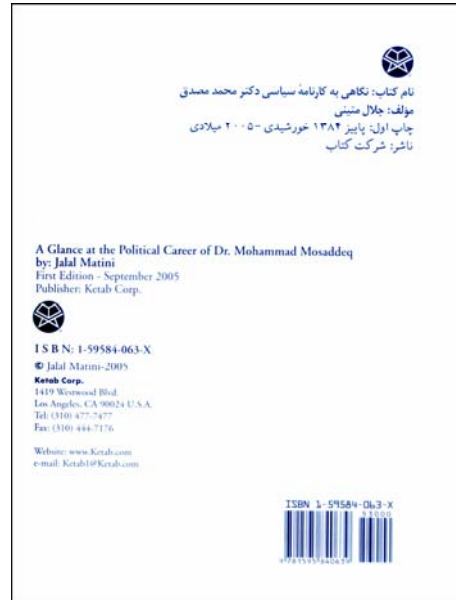 نام کتاب: نگاهی به کارنامهٔ سیاسی دکتر محمد مصدق
مؤلف: جلال متینی
چاپ اول: پاییز ۱۳۸۴ خورشیدی -۲۰۰۵ میلادی
ناشر: شرکت کتاب
A Glance at the Political Career of Dr. Mohammad Mosaddeq
by: Jalal Matini
First Edition - September 2005
Publisher: Ketab Corp.
I S B N: 1-59584-063-X
© Jalal Matini-2005
Ketab Corp.
1419 Westwood Blvd.
Los Angeles, CA 90024 U.S.A.
Tel: (310) 477-7477
Fax: (310) 444-7176
Website: www.Ketab.com
e-mail: Ketab1@Ketab.com
ISBN 1-59584-063-X
53000
9 781595 840639